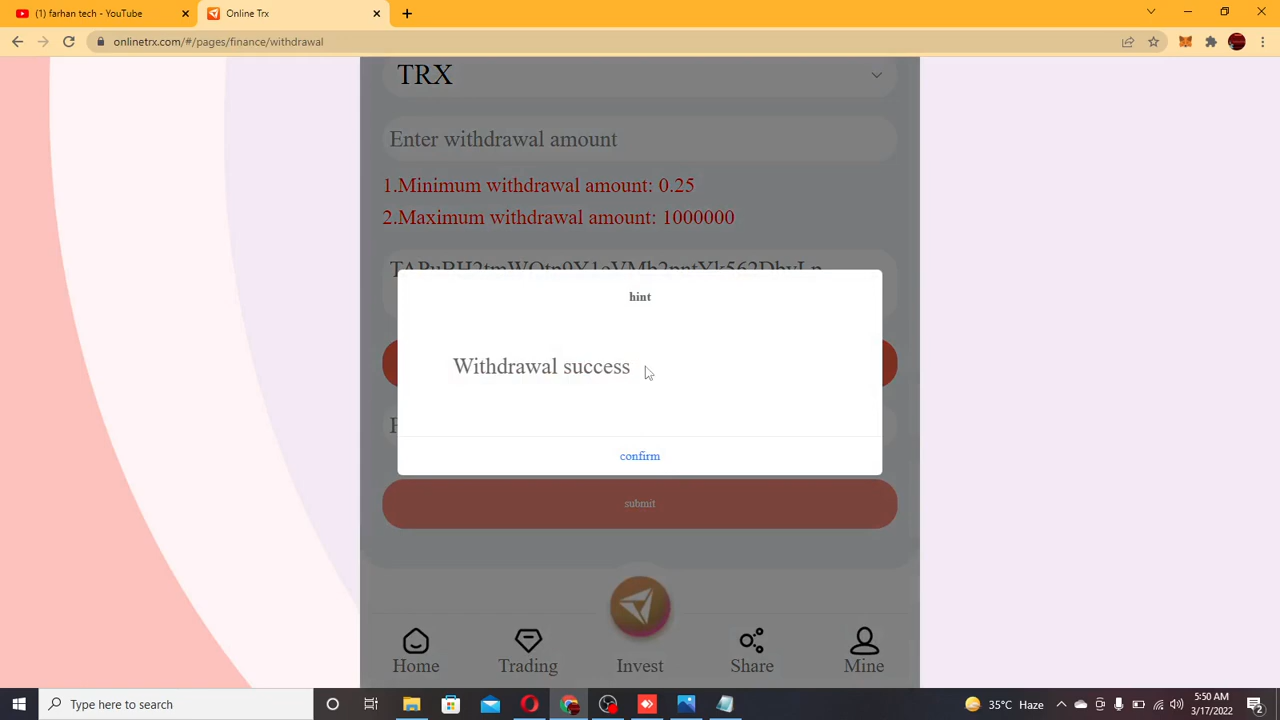 (1) farhan tech - YouTube
Online Trx
onlinetrx.com/#/pages/finance/withdrawal
TRX
Enter withdrawal amount
1.Minimum withdrawal amount: 0.25
2.Maximum withdrawal amount: 1000000
hint
Withdrawal success
confirm
submit
Home
Trading
Invest
Share
Mine
Type here to search
35°C Haze
5:50 AM
3/17/2022
2